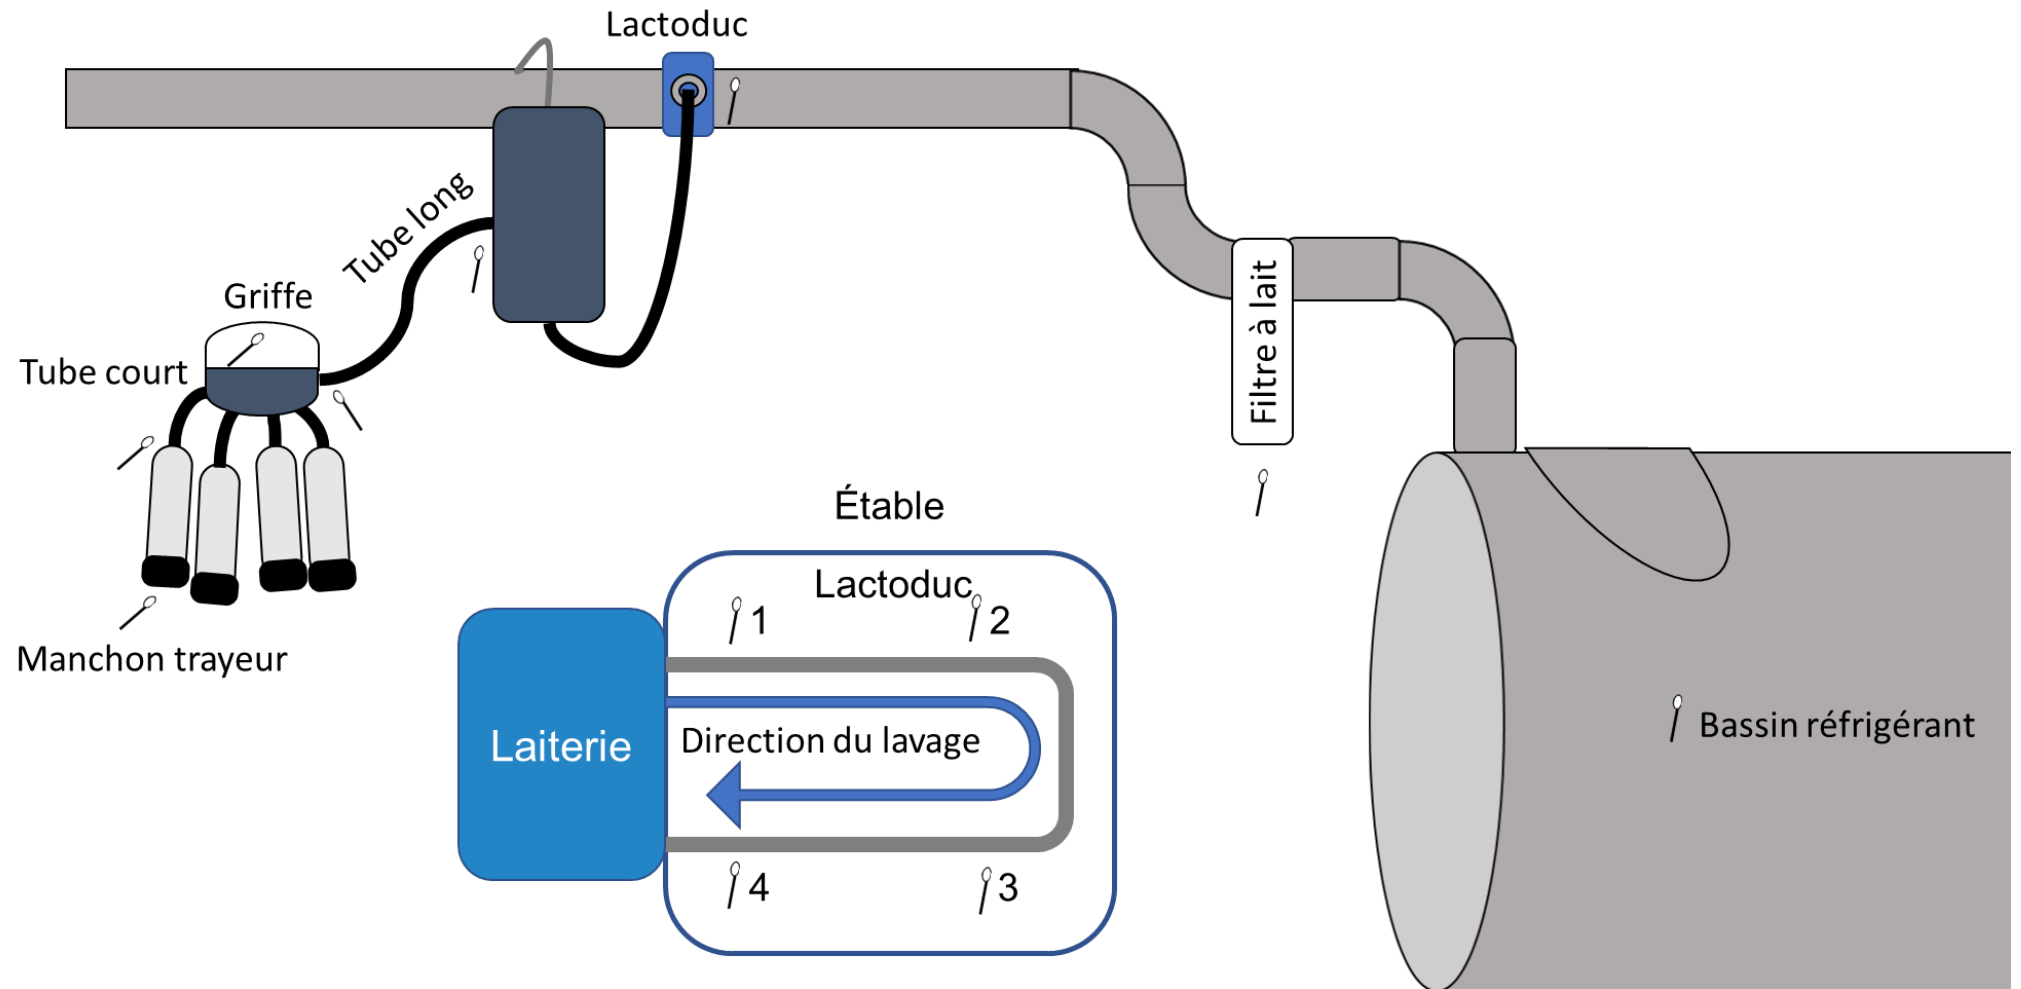 Lactoduc
Tube long
Griffe
Tube court
Manchon trayeur
Filtre à lait
Étable
Lactoduc
1
2
Laiterie
Direction du lavage
4
3
Bassin réfrigérant